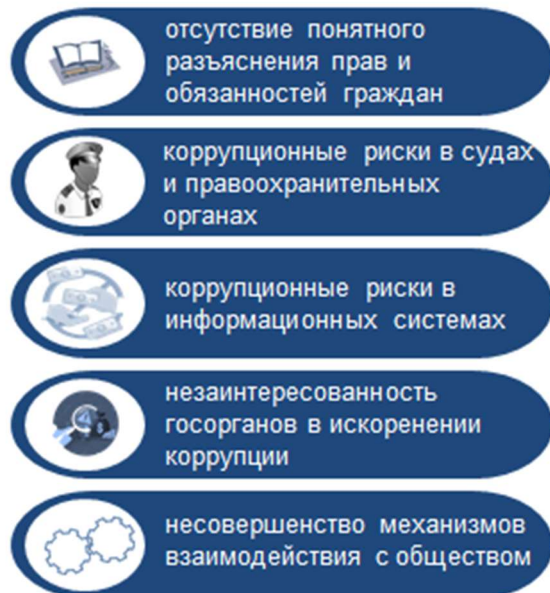 отсутствие понятного
разъяснения прав и
обязанностей граждан
коррупционные риски в судах
и правоохранительных
органах
коррупционные риски в
информационных системах
незаинтересованность
госорганов в искоренении
коррупции
несовершенство механизмов
взаимодействия с обществом